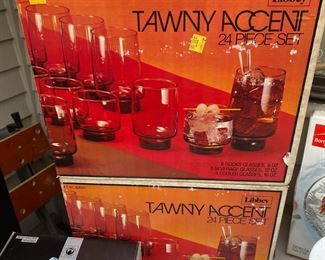 Libbey
TAWNY ACCENT
24 PIECE SET
8 ROCKS GLASSES, 9 OZ
8 BEVERAGE GLASSES, 12 OZ
8 COOLER GLASSES, 16 OZ
Libbey
TAWNY ACCENT
24 PIECE SET